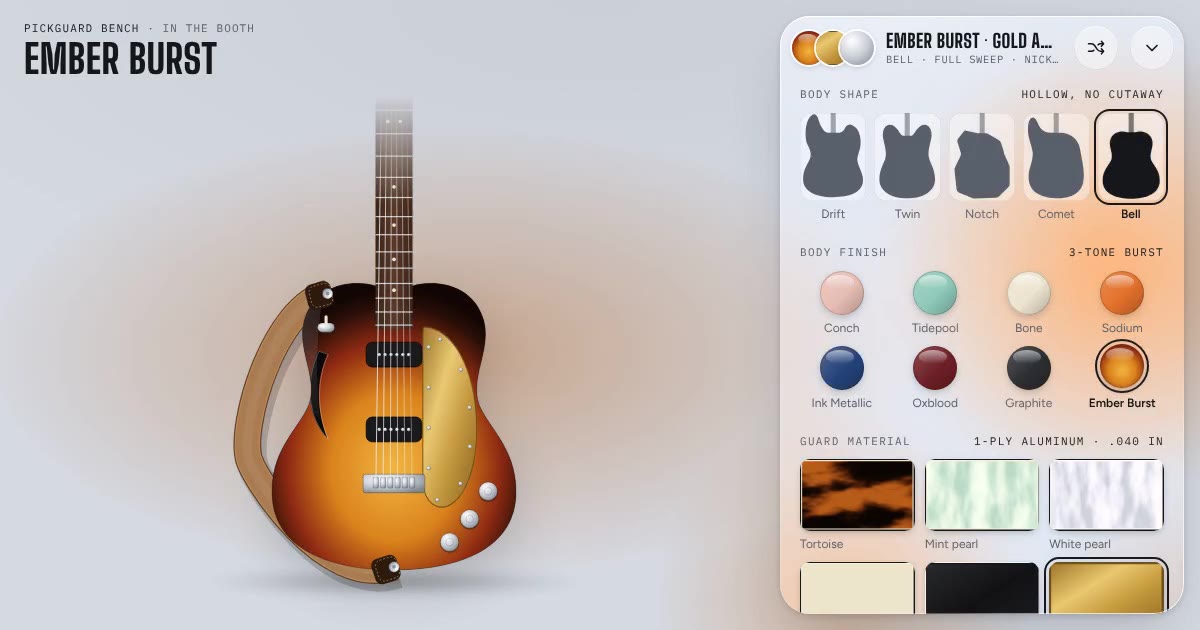 PICKGUARD BENCH · IN THE BOOTH
EMBER BURST
EMBER BURST · GOLD A…
BELL · FULL SWEEP · NICK…
BODY SHAPE
HOLLOW, NO CUTAWAY
Drift
Twin
Notch
Comet
Bell
BODY FINISH
3-TONE BURST
Conch
Tidepool
Bone
Sodium
Ink Metallic
Oxblood
Graphite
Ember Burst
GUARD MATERIAL
1-PLY ALUMINUM · .040 IN
Tortoise
Mint pearl
White pearl